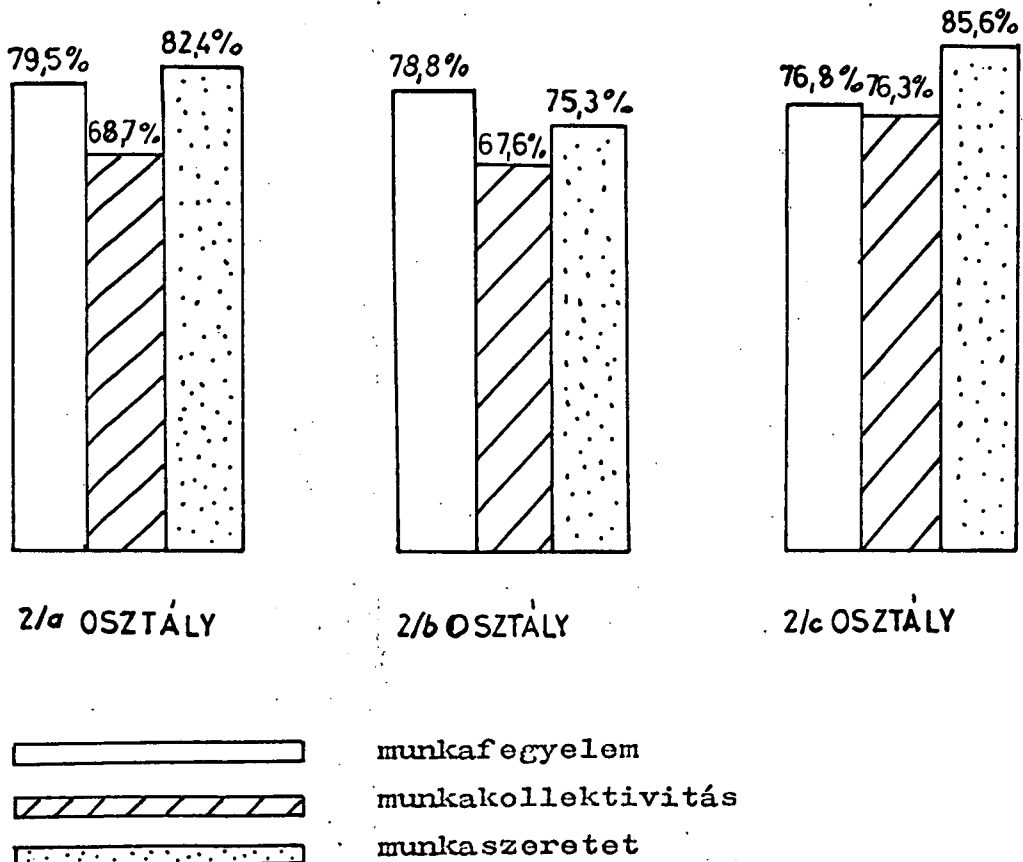 79,5% 68,7% 82,4%
78,8% 67,6% 75,3%
76,8% 76,3% 85,6%
2/a OSZTÁLY
2/b OSZTÁLY
2/c OSZTÁLY
munkafegyelem
munkakollektivitás
munkaszeretet